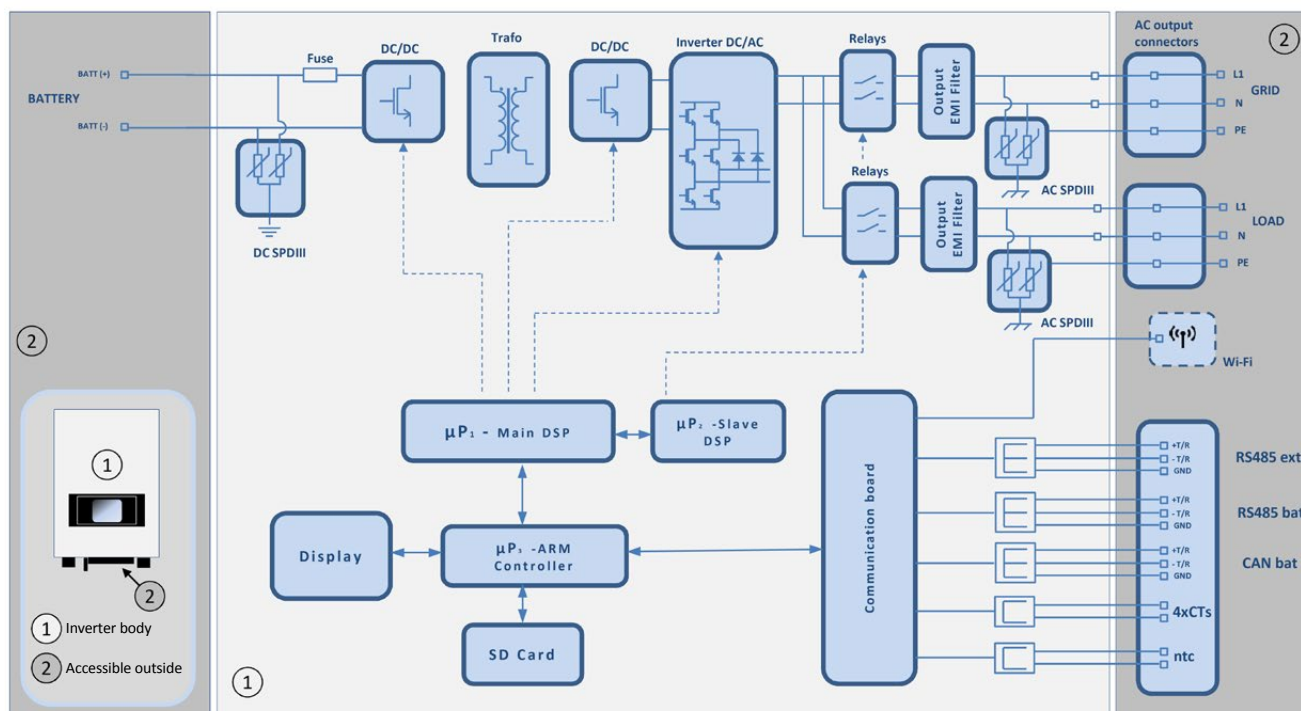 AC output
connectors
2
DC/DC
Trafo
DC/DC
Inverter DC/AC
Relays
Fuse
BATT (+)
BATTERY
BATT (-)
Output
EMI Filter
L1
GRID
N
PE
AC SPDIII
DC SPDIII
Relays
Output
EMI Filter
L1
LOAD
N
PE
AC SPDIII
2
Wi-Fi
µP1 - Main DSP
µP2 -Slave
DSP
Communication board
+T/R
- T/R
GND
RS485 ext
+T/R
- T/R
GND
RS485 bat
+T/R
- T/R
GND
CAN bat
4xCTs
ntc
Display
µP3 -ARM
Controller
SD Card
1
1
2
1 Inverter body
2 Accessible outside